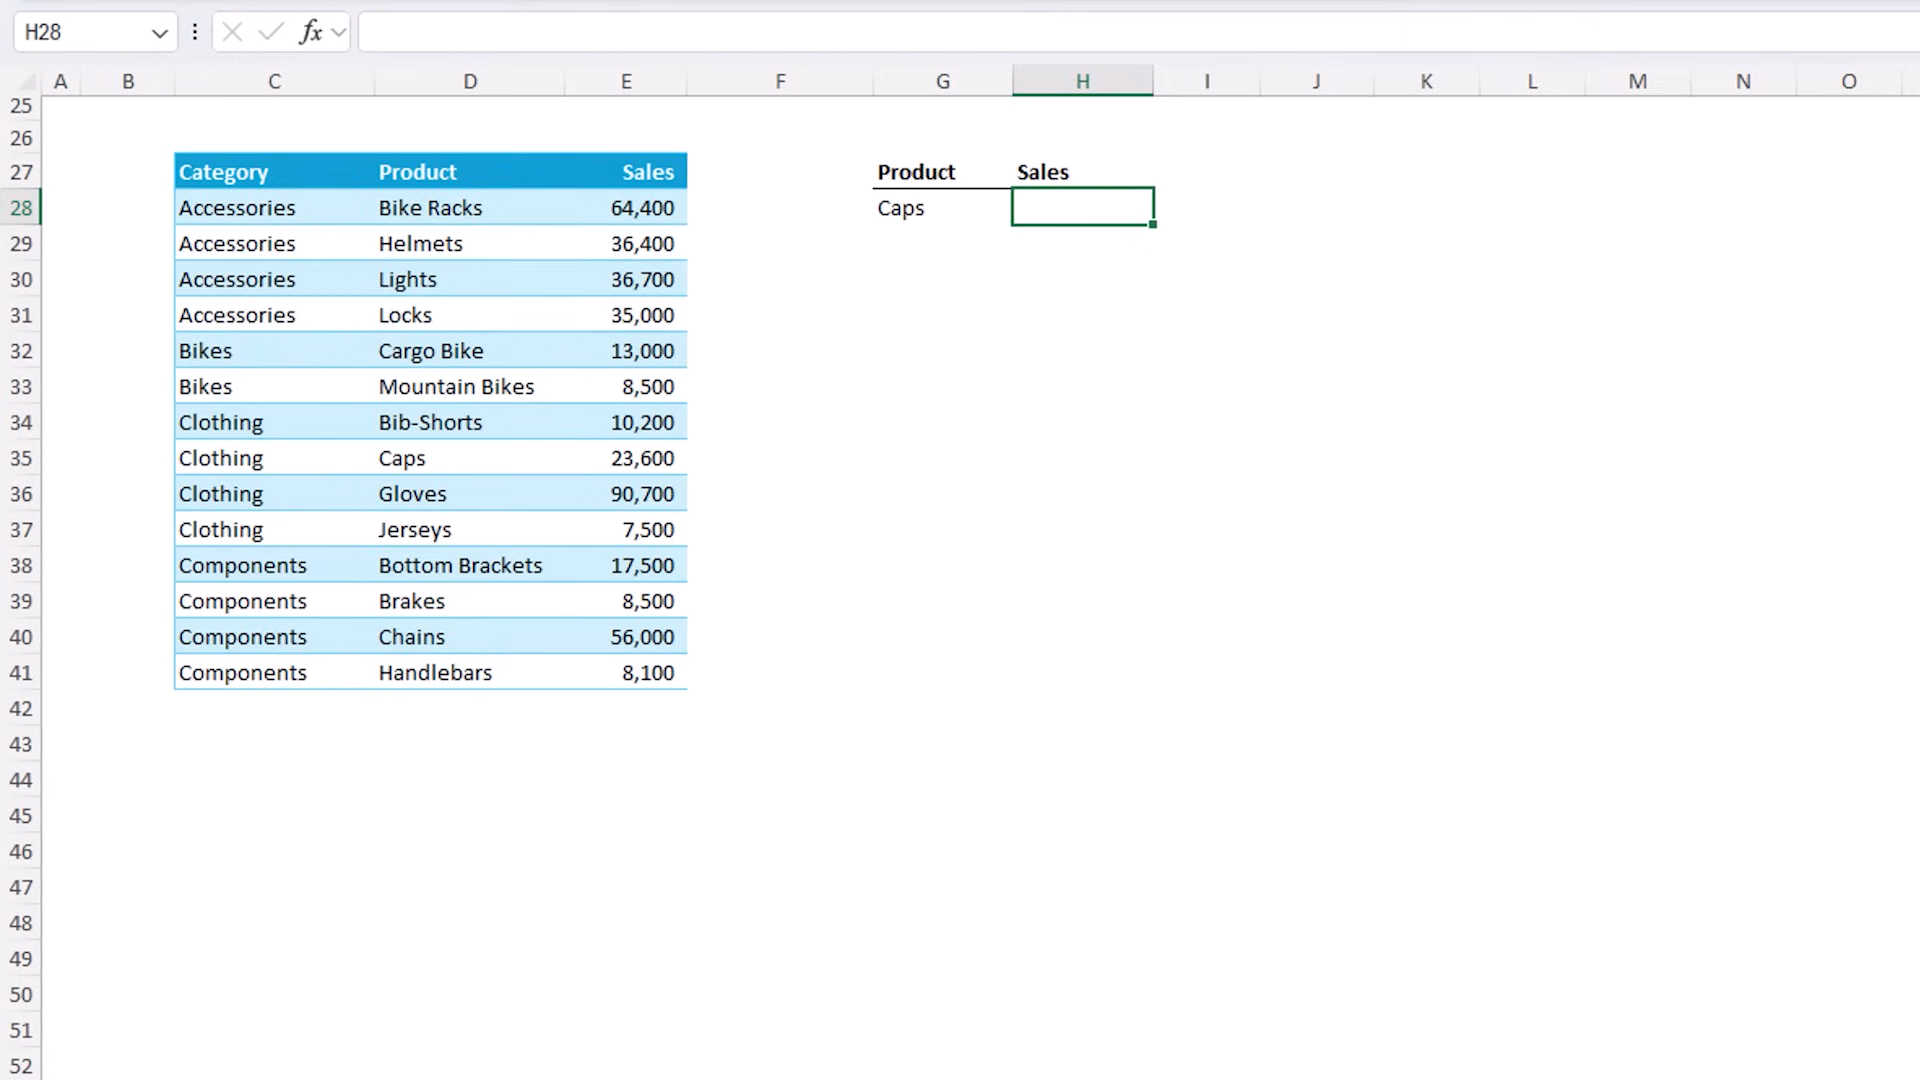 H28 fx
A B C D E F G H I J K L M N O
25
26
27 Category Product Sales Product Sales
28 Accessories Bike Racks 64,400 Caps
29 Accessories Helmets 36,400
30 Accessories Lights 36,700
31 Accessories Locks 35,000
32 Bikes Cargo Bike 13,000
33 Bikes Mountain Bikes 8,500
34 Clothing Bib-Shorts 10,200
35 Clothing Caps 23,600
36 Clothing Gloves 90,700
37 Clothing Jerseys 7,500
38 Components Bottom Brackets 17,500
39 Components Brakes 8,500
40 Components Chains 56,000
41 Components Handlebars 8,100
42
43
44
45
46
47
48
49
50
51
52